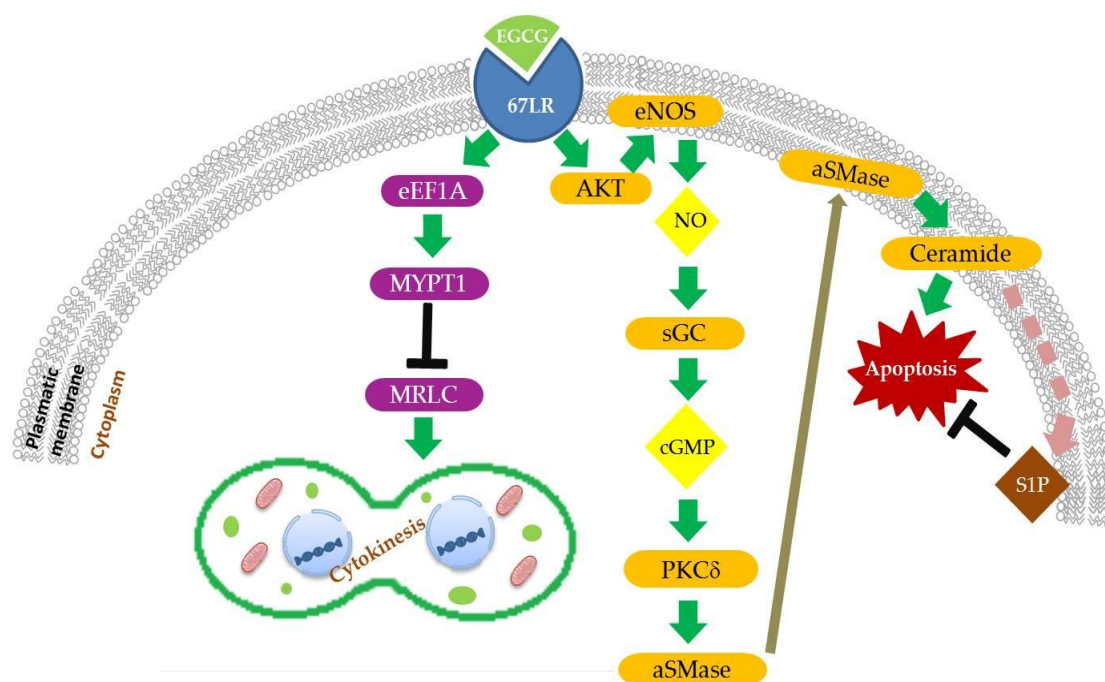 EGCG
67LR
eNOS
aSMase
eEF1A
AKT
NO
Ceramide
MYPT1
sGC
Apoptosis
MRLC
Plasmatic
membrane
Cytoplasm
cGMP
S1P
Cytokinesis
PKCδ
aSMase